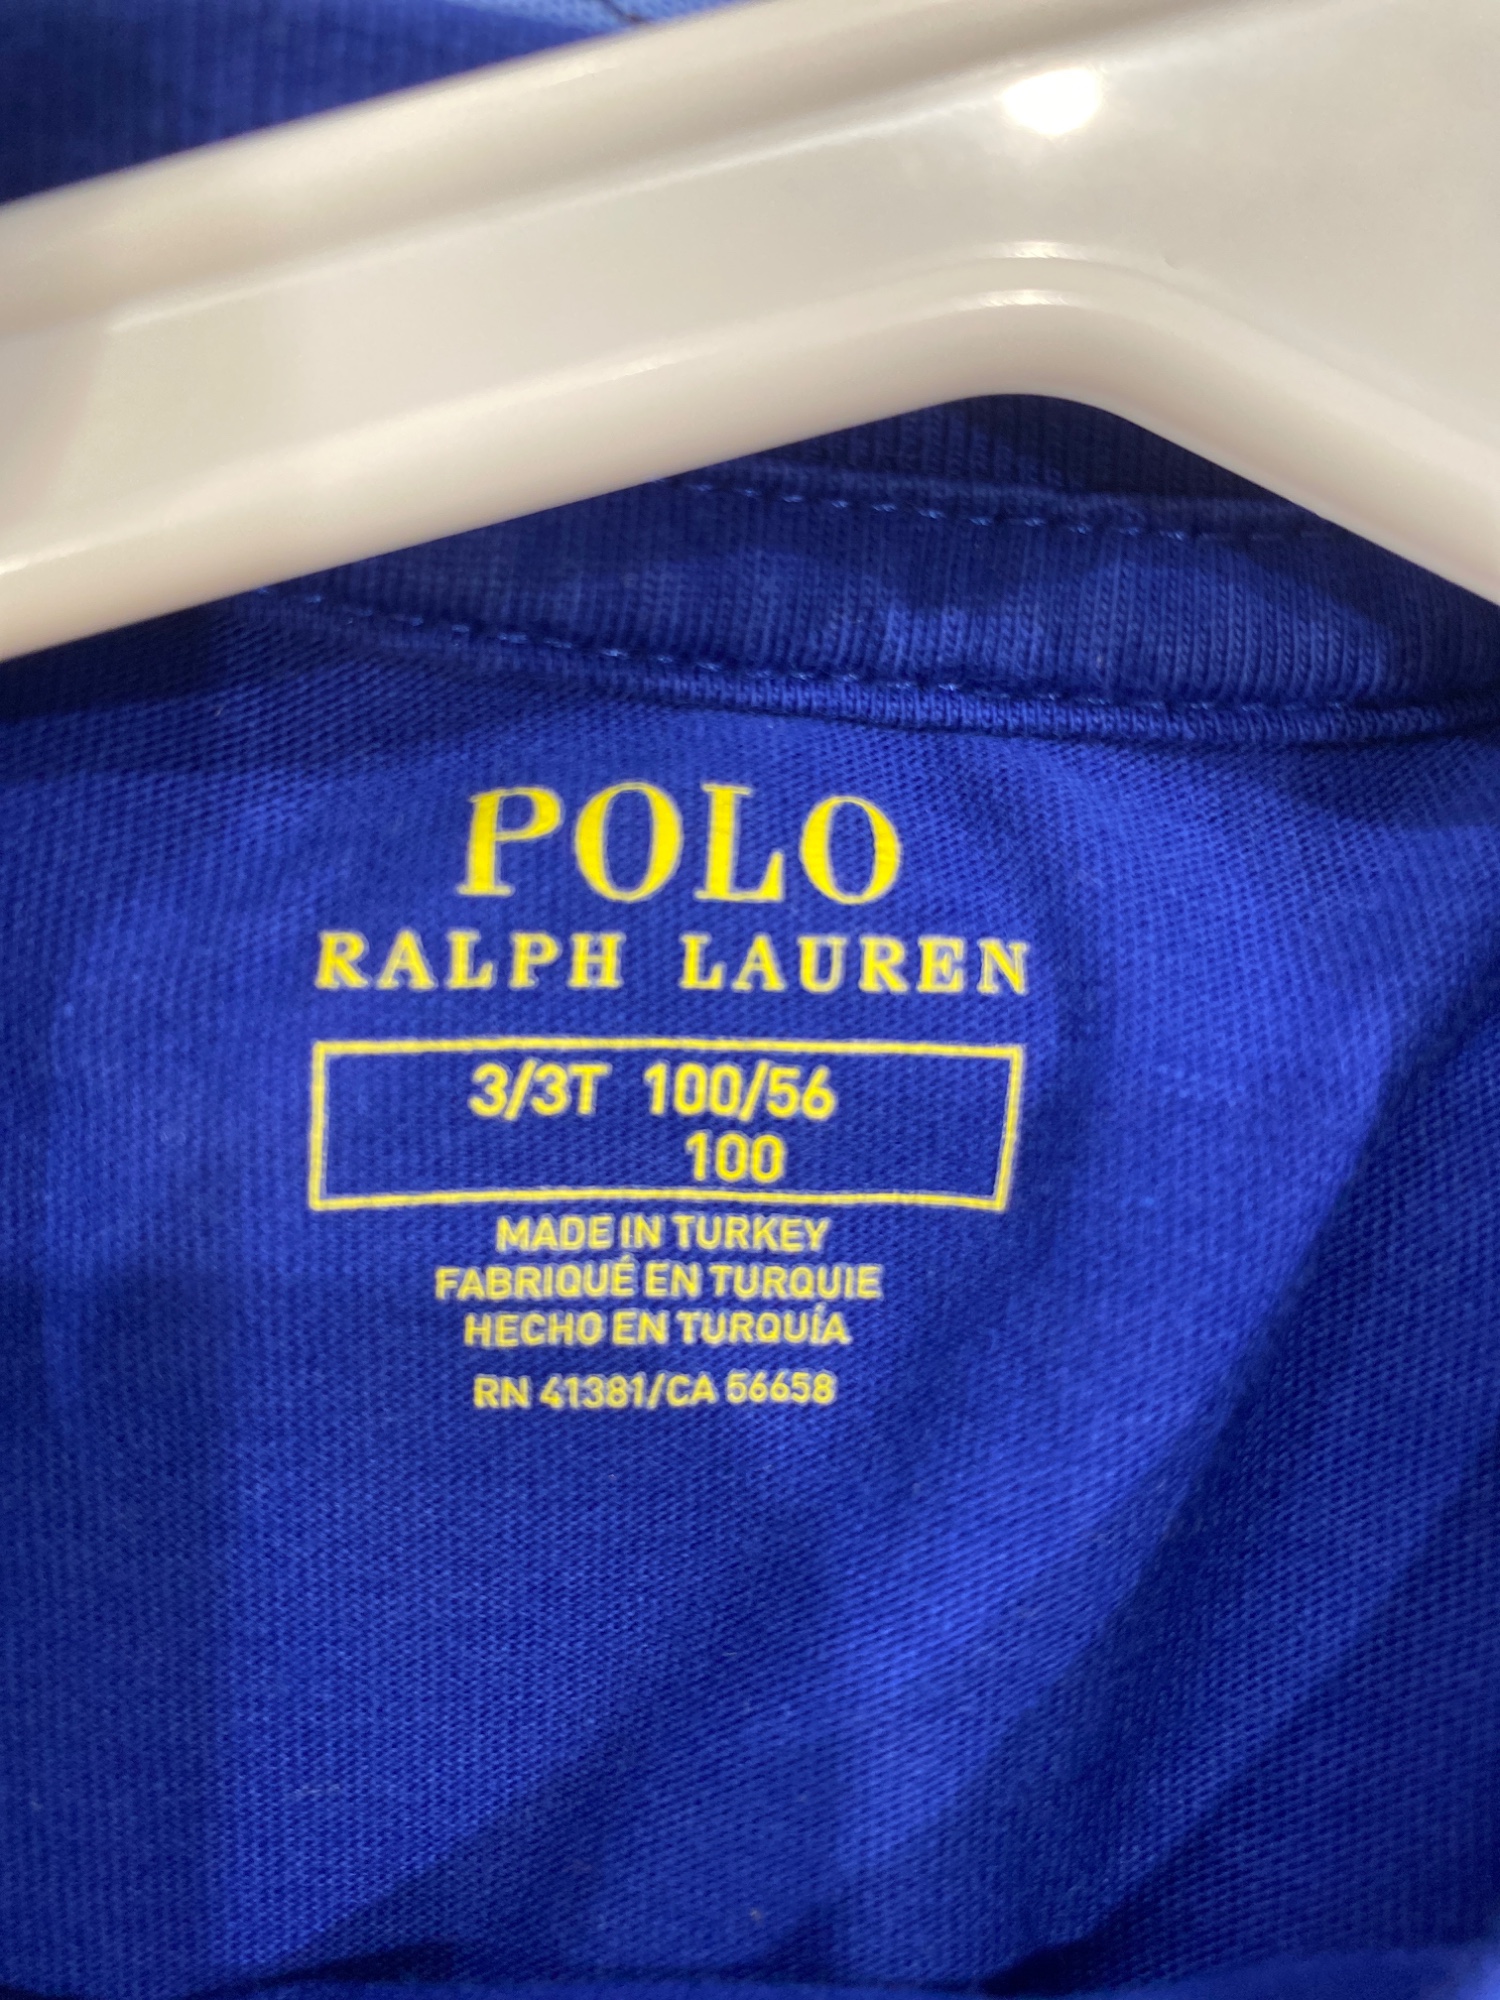 POLO
RALPH LAUREN
3/3T 100/56
100
MADE IN TURKEY
FABRIQUÉ EN TURQUIE
HECHO EN TURQUÍA
RN 41381/CA 56658